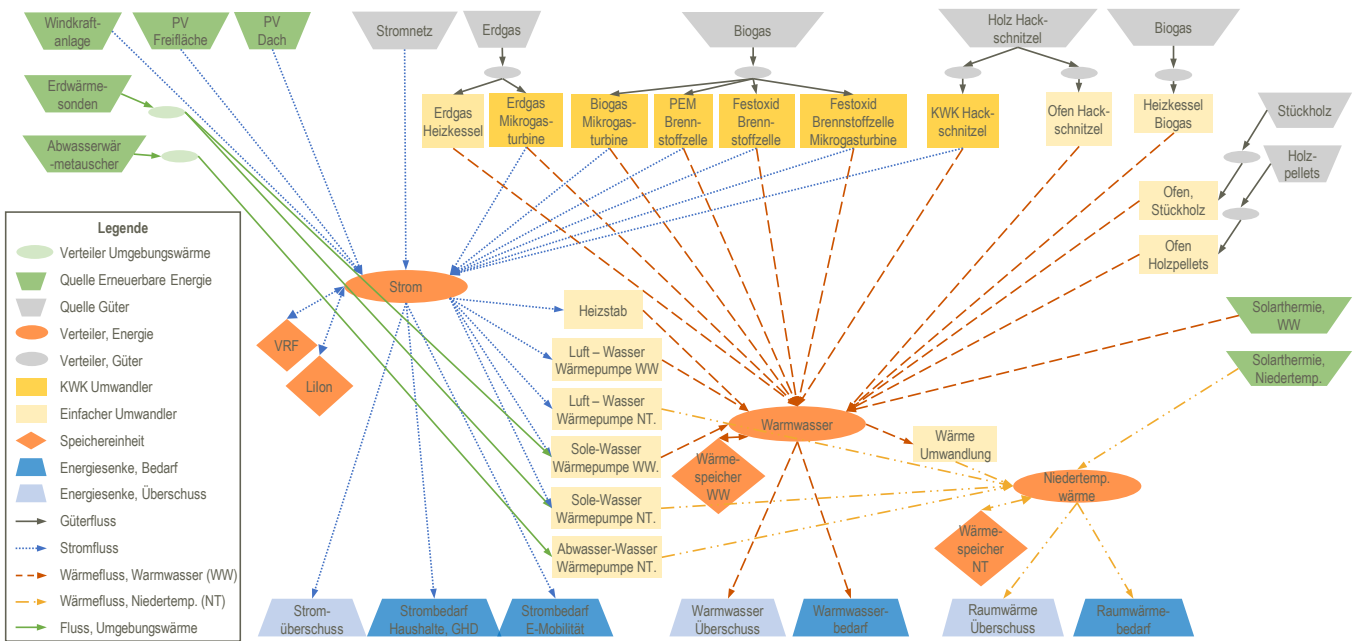 Windkraft-
anlage
PV
Freifläche
PV
Dach
Stromnetz
Erdgas
Biogas
Holz Hack-
schnitzel
Biogas
Erdwärme-
sonden
Abwasserwär
-metauscher
Erdgas
Heizkessel
Erdgas
Mikrogas-
turbine
Biogas
Mikrogas-
turbine
PEM
Brenn-
stoffzelle
Festoxid
Brenn-
stoffzelle
Festoxid
Brennstoffzelle
Mikrogasturbine
KWK Hack-
schnitzel
Ofen Hack-
schnitzel
Heizkessel
Biogas
Stückholz
Holz-
pellets
Ofen,
Stückholz
Ofen
Holzpellets
Legende
Verteiler Umgebungswärme
Quelle Erneuerbare Energie
Quelle Güter
Verteiler, Energie
Verteiler, Güter
KWK Umwandler
Einfacher Umwandler
Speichereinheit
Energiesenke, Bedarf
Energiesenke, Überschuss
Güterfluss
Stromfluss
Wärmefluss, Warmwasser (WW)
Wärmefluss, Niedertemp. (NT)
Fluss, Umgebungswärme
Strom
VRF
LiIon
Heizstab
Luft – Wasser
Wärmepumpe WW
Luft – Wasser
Wärmepumpe NT.
Sole-Wasser
Wärmepumpe WW.
Sole-Wasser
Wärmepumpe NT.
Abwasser-Wasser
Wärmepumpe NT.
Solarthermie,
WW
Solarthermie,
Niedertemp.
Warmwasser
Wärme-
speicher
WW
Wärme
Umwandlung
Niedertemp.
wärme
Wärme-
speicher
NT
Strom-
überschuss
Strombedarf
Haushalte, GHD
Strombedarf
E-Mobilität
Warmwasser
Überschuss
Warmwasser-
bedarf
Raumwärme
Überschuss
Raumwärme-
bedarf